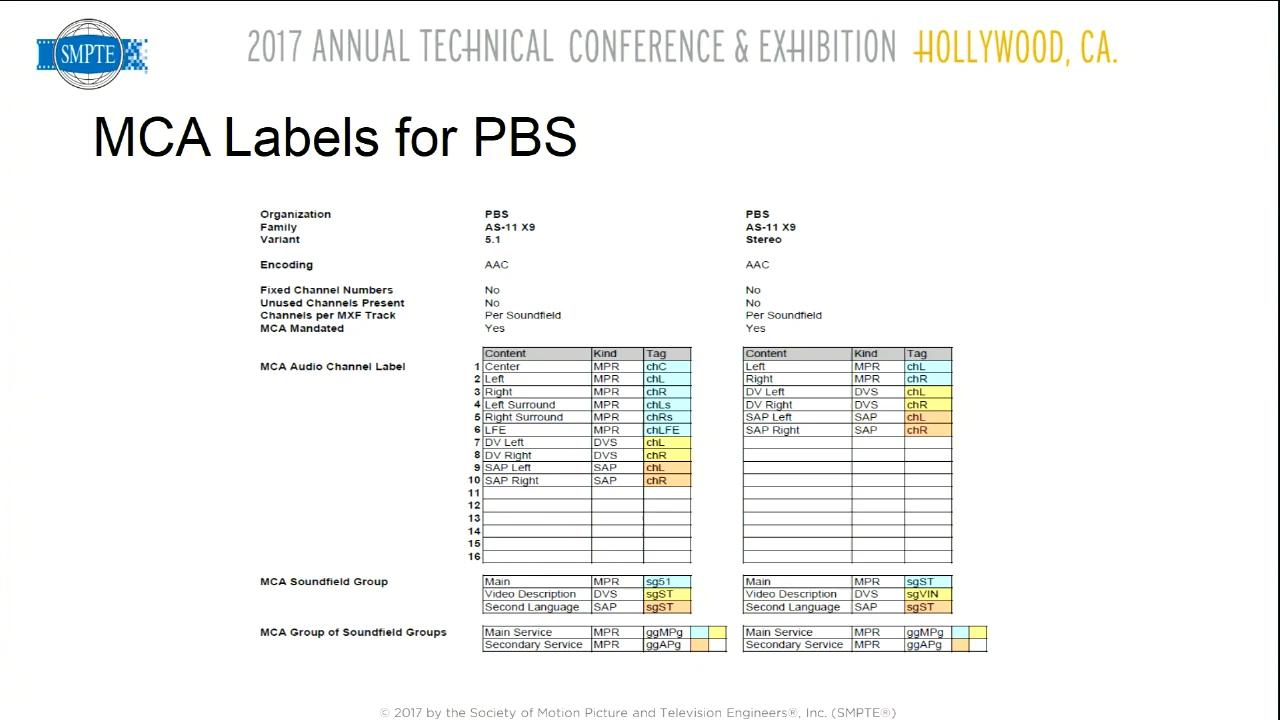 SMPTE
2017 ANNUAL TECHNICAL CONFERENCE & EXHIBITION HOLLYWOOD, CA.
MCA Labels for PBS
Organization PBS PBS
Family AS-11 X9 AS-11 X9
Variant 5.1 Stereo
Encoding AAC AAC
Fixed Channel Numbers No No
Unused Channels Present No No
Channels per MXF Track Per Soundfield Per Soundfield
MCA Mandated Yes Yes
Content Kind Tag Content Kind Tag
MCA Audio Channel Label 1 Center MPR chC Left MPR chL
2 Left MPR chL Right MPR chR
3 Right MPR chR DV Left DVS chL
4 Left Surround MPR chLs DV Right DVS chR
5 Right Surround MPR chRs SAP Left SAP chL
6 LFE MPR chLFE SAP Right SAP chR
7 DV Left DVS chL
8 DV Right DVS chR
9 SAP Left SAP chL
10 SAP Right SAP chR
11
12
13
14
15
16
MCA Soundfield Group Main MPR sg51 Main MPR sgST
Video Description DVS sgST Video Description DVS sgVIN
Second Language SAP sgST Second Language SAP sgST
MCA Group of Soundfield Groups Main Service MPR ggMPg Main Service MPR ggMPg
Secondary Service MPR ggAPg Secondary Service MPR ggAPg
© 2017 by the Society of Motion Picture and Television Engineers®, Inc. (SMPTE®)